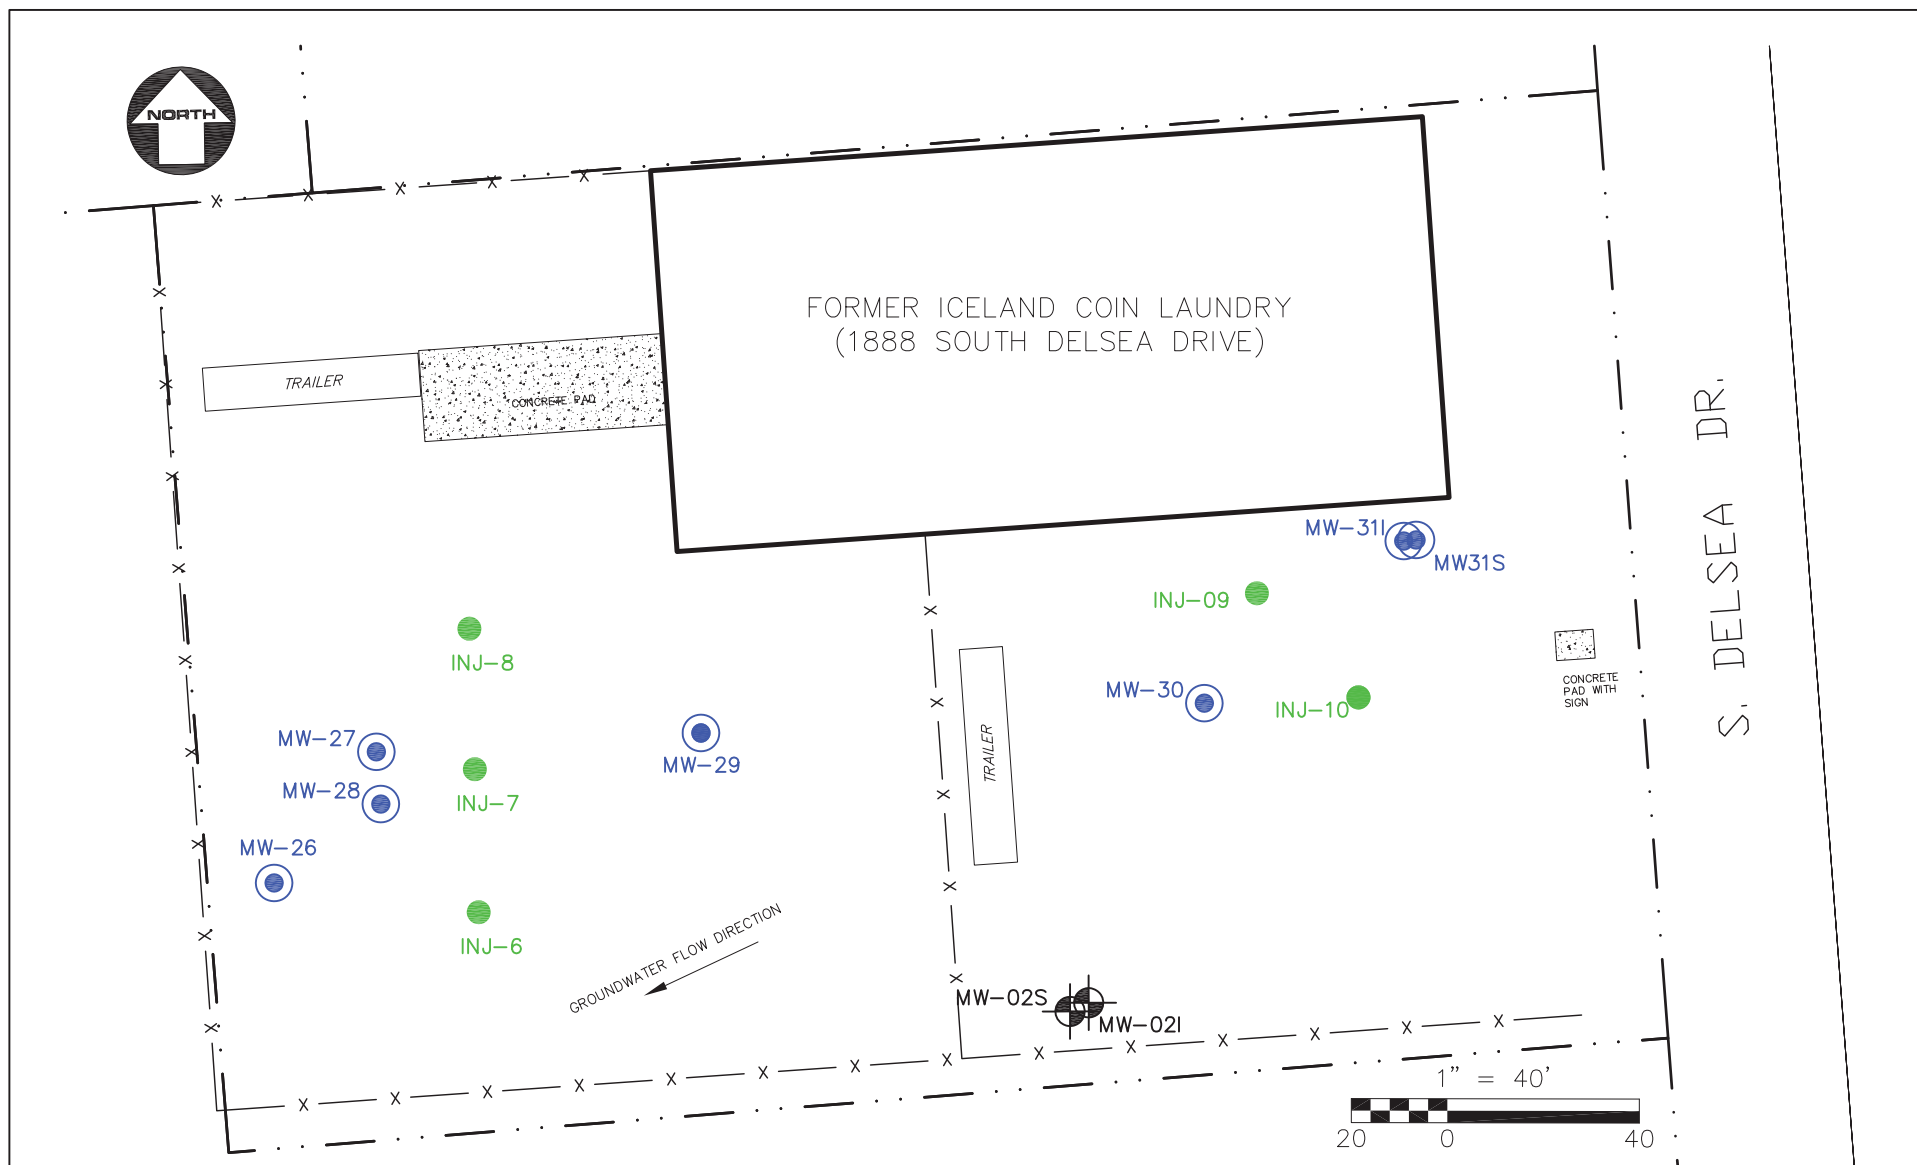 NORTH
FORMER ICELAND COIN LAUNDRY
(1888 SOUTH DELSEA DRIVE)
TRAILER
CONCRETE PAD
S. DELSEA DR.
MW-31I
MW31S
INJ-09
INJ-8
CONCRETE
PAD WITH
SIGN
MW-30
INJ-10
MW-27
MW-29
TRAILER
MW-28
INJ-7
MW-26
INJ-6
GROUNDWATER FLOW DIRECTION
MW-02S
MW-02I
1" = 40'
20 0 40